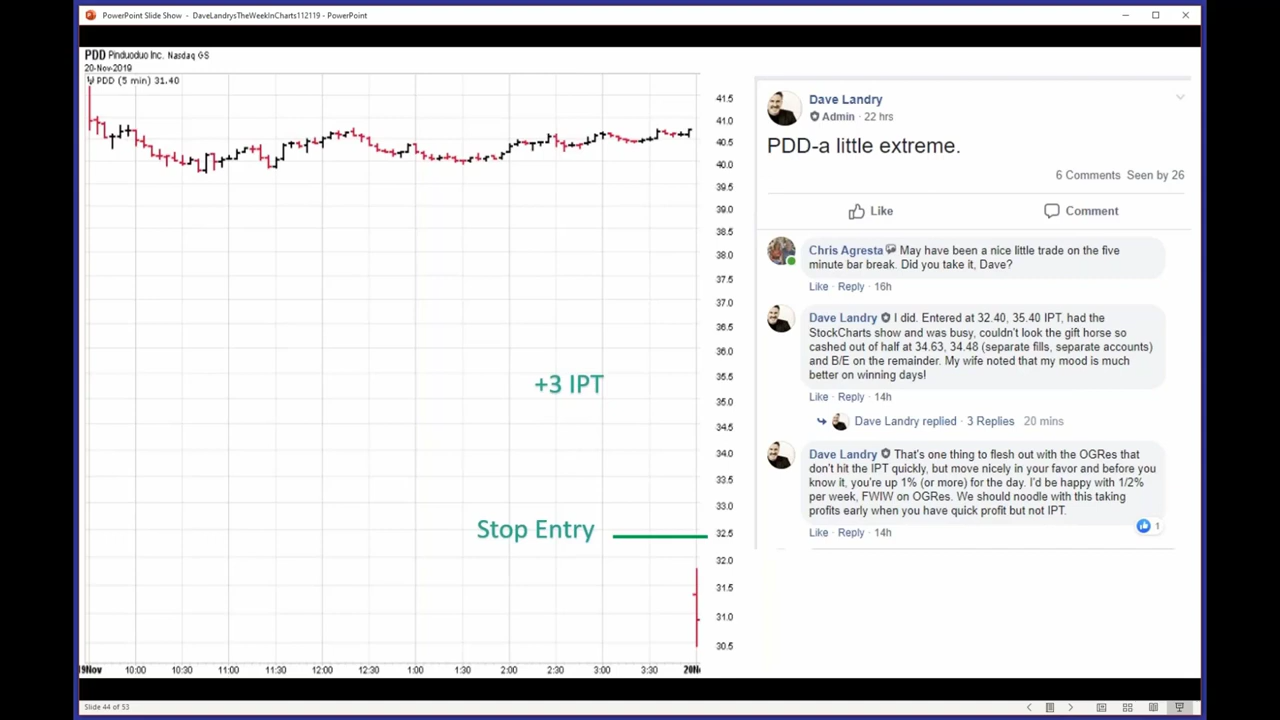 PowerPoint Slide Show - DaveLandrysTheWeekInCharts112119 - PowerPoint
PDD Pinduoduo Inc. Nasdaq GS
20-Nov-2019
PDD (5 min) 31.40
41.5
41.0
40.5
40.0
39.5
39.0
38.5
38.0
37.5
37.0
36.5
36.0
35.5
35.0
34.5
34.0
33.5
33.0
32.5
32.0
31.5
31.0
30.5
+3 IPT
Stop Entry
19Nov 10:00 10:30 11:00 11:30 12:00 12:30 1:00 1:30 2:00 2:30 3:00 3:30 20N
Dave Landry
Admin · 22 hrs
PDD-a little extreme.
6 Comments Seen by 26
Like Comment
Chris Agresta May have been a nice little trade on the five
minute bar break. Did you take it, Dave?
Like · Reply · 16h
Dave Landry I did. Entered at 32.40, 35.40 IPT, had the
StockCharts show and was busy, couldn't look the gift horse so
cashed out of half at 34.63, 34.48 (separate fills, separate accounts)
and B/E on the remainder. My wife noted that my mood is much
better on winning days!
Like · Reply · 14h
Dave Landry replied · 3 Replies 20 mins
Dave Landry That's one thing to flesh out with the OGRes that
don't hit the IPT quickly, but move nicely in your favor and before you
know it, you're up 1% (or more) for the day. I'd be happy with 1/2%
per week, FWIW on OGRes. We should noodle with this taking
profits early when you have quick profit but not IPT.
1
Like · Reply · 14h
Slide 44 of 53